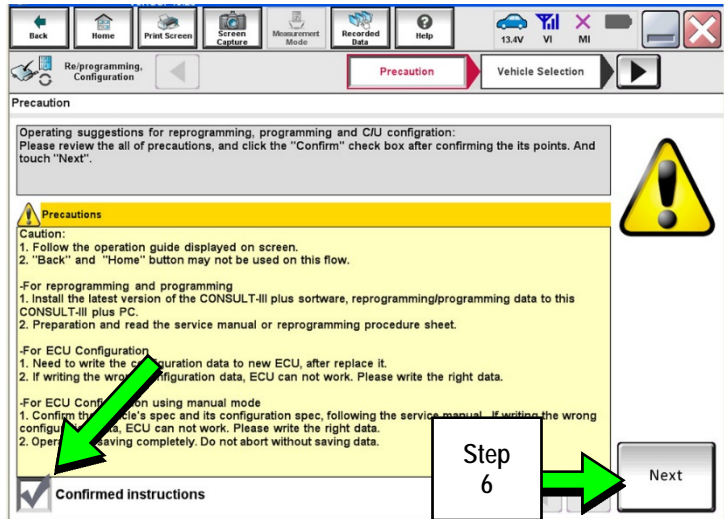 Back
Home
Print Screen
Screen
Capture
Measurement
Mode
Recorded
Data
Help
13.4V
VI
MI
Re/programming,
Configuration
Precaution
Vehicle Selection
Precaution
Operating suggestions for reprogramming, programming and C/U configration:
Please review the all of precautions, and click the "Confirm" check box after confirming the its points. And
touch "Next".
Precautions
Caution:
1. Follow the operation guide displayed on screen.
2. "Back" and "Home" button may not be used on this flow.
-For reprogramming and programming
1. Install the latest version of the CONSULT-III plus sortware, reprogramming/programming data to this
CONSULT-III plus PC.
2. Preparation and read the service manual or reprogramming procedure sheet.
-For ECU Configuration
1. Need to write the configuration data to new ECU, after replace it.
2. If writing the wrong configuration data, ECU can not work. Please write the right data.
-For ECU Configuration using manual mode
1. Confirm the vehicle's spec and its configuration spec, following the service manual. If writing the wrong
configuration data, ECU can not work. Please write the right data.
2. saving completely. Do not abort without saving data.
Step
6
Next
Confirmed instructions